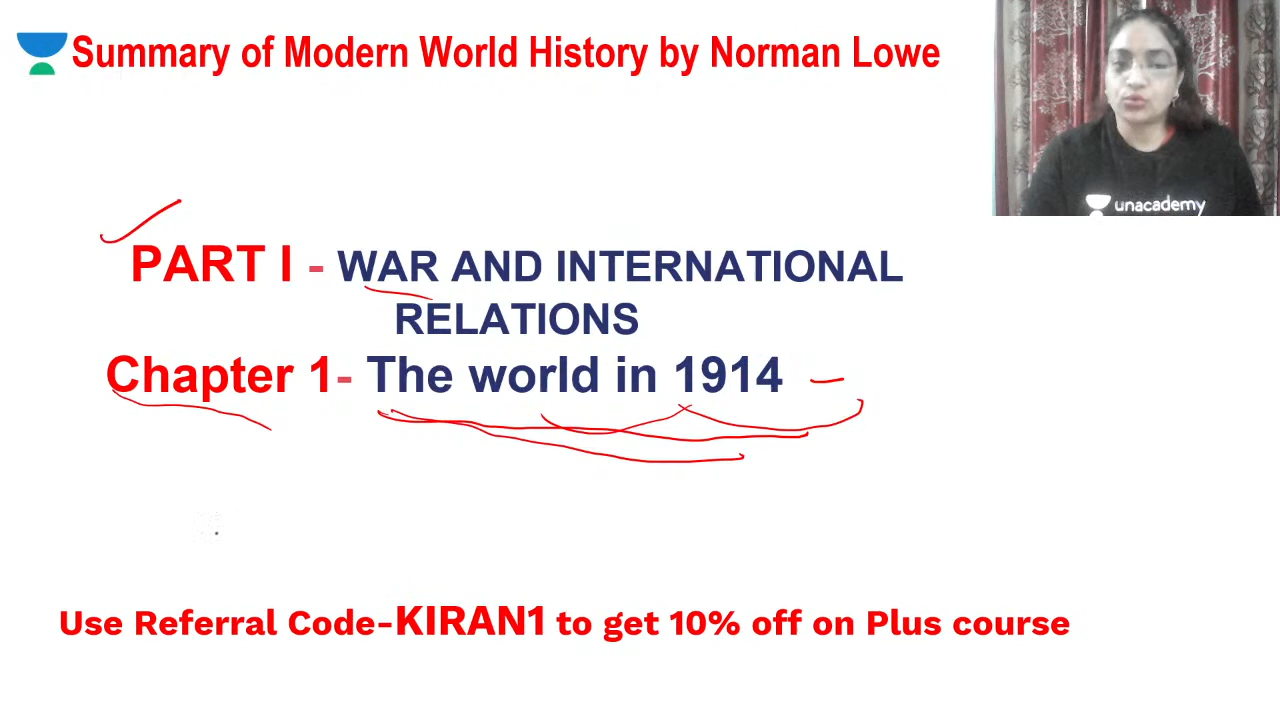 Summary of Modern World History by Norman Lowe
unacademy
PART I - WAR AND INTERNATIONAL
RELATIONS
Chapter 1- The world in 1914
Use Referral Code-KIRAN1 to get 10% off on Plus course